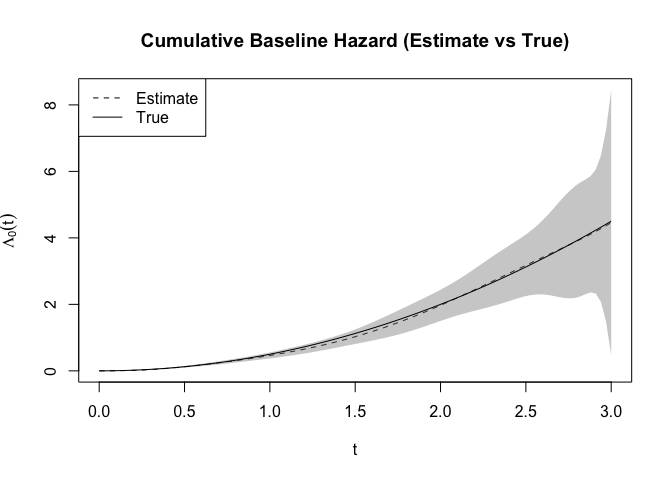 Cumulative Baseline Hazard (Estimate vs True)
Estimate
True
8
6
4
2
0
Λ₀(t)
0.0 0.5 1.0 1.5 2.0 2.5 3.0
t